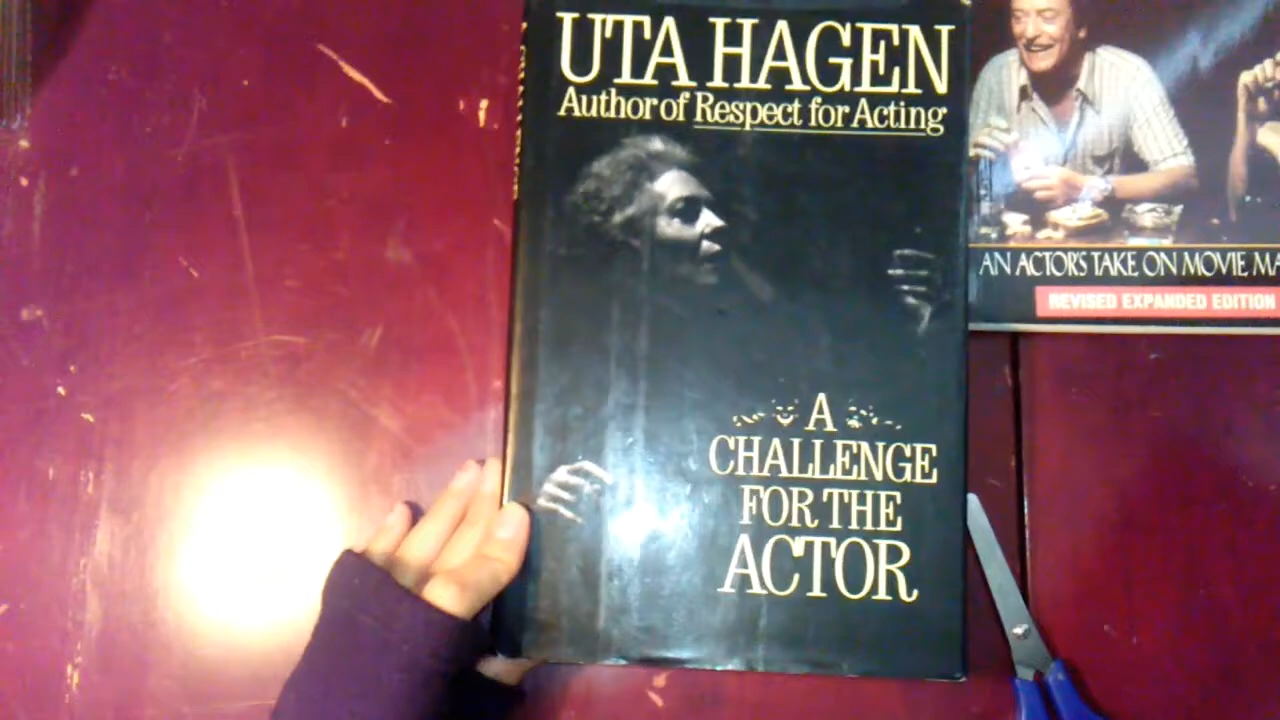 UTA HAGEN
Author of Respect for Acting
A
CHALLENGE
FOR THE
ACTOR
AN ACTOR'S TAKE ON MOVIE
REVISED EXPANDED EDITION